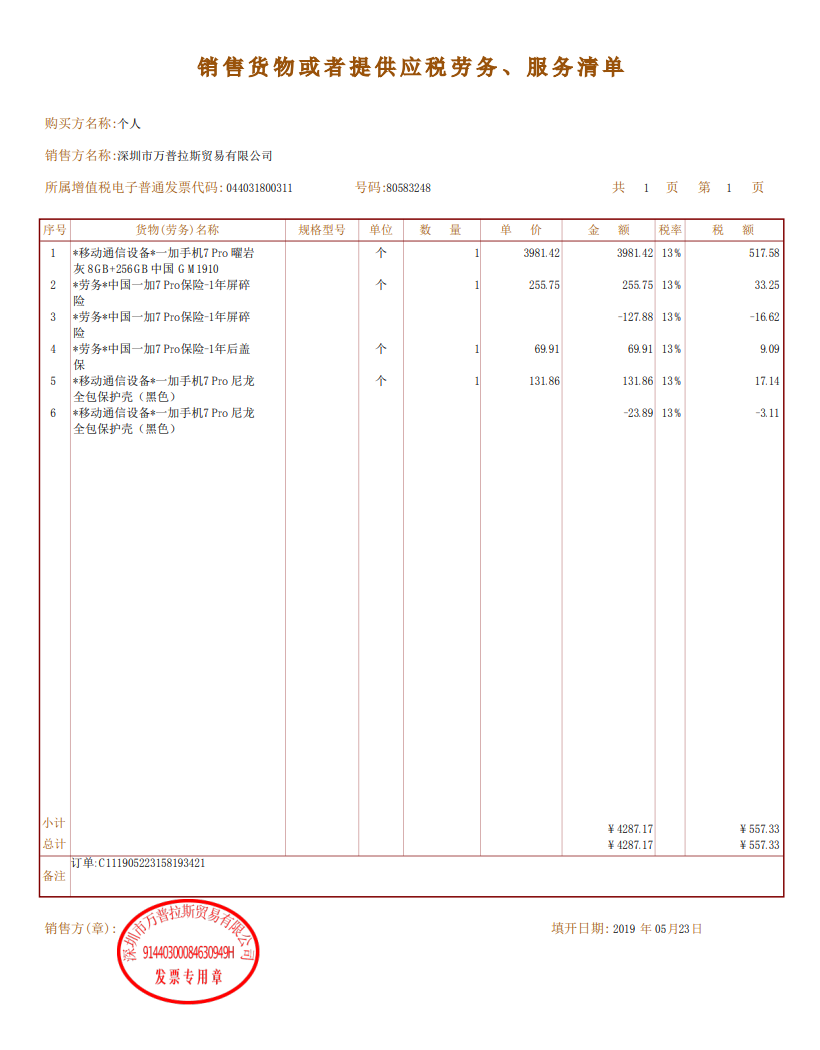 销售货物或者提供应税劳务、服务清单
购买方名称:个人
销售方名称:深圳市万普拉斯贸易有限公司
所属增值税电子普通发票代码: 044031800311 号码:80583248 共 1 页 第 1 页
序号 货物(劳务)名称 规格型号 单位 数 量 单 价 金 额 税率 税 额
1 *移动通信设备*一加手机7 Pro 曜岩 个 1 3981.42 3981.42 13% 517.58
灰 8GB+256GB 中国 GM1910
2 *劳务*中国一加7 Pro保险-1年屏碎 个 1 255.75 255.75 13% 33.25
险
3 *劳务*中国一加7 Pro保险-1年屏碎 -127.88 13% -16.62
险
4 *劳务*中国一加7 Pro保险-1年后盖 个 1 69.91 69.91 13% 9.09
保
5 *移动通信设备*一加手机7 Pro 尼龙 个 1 131.86 131.86 13% 17.14
全包保护壳（黑色）
6 *移动通信设备*一加手机7 Pro 尼龙 -23.89 13% -3.11
全包保护壳（黑色）
小计 ¥4287.17 ¥557.33
总计 ¥4287.17 ¥557.33
备注 订单:C111905223158193421
销售方(章): 填开日期: 2019 年 05月23日
深圳市万普拉斯贸易有限公司
91440300084630949H
发票专用章